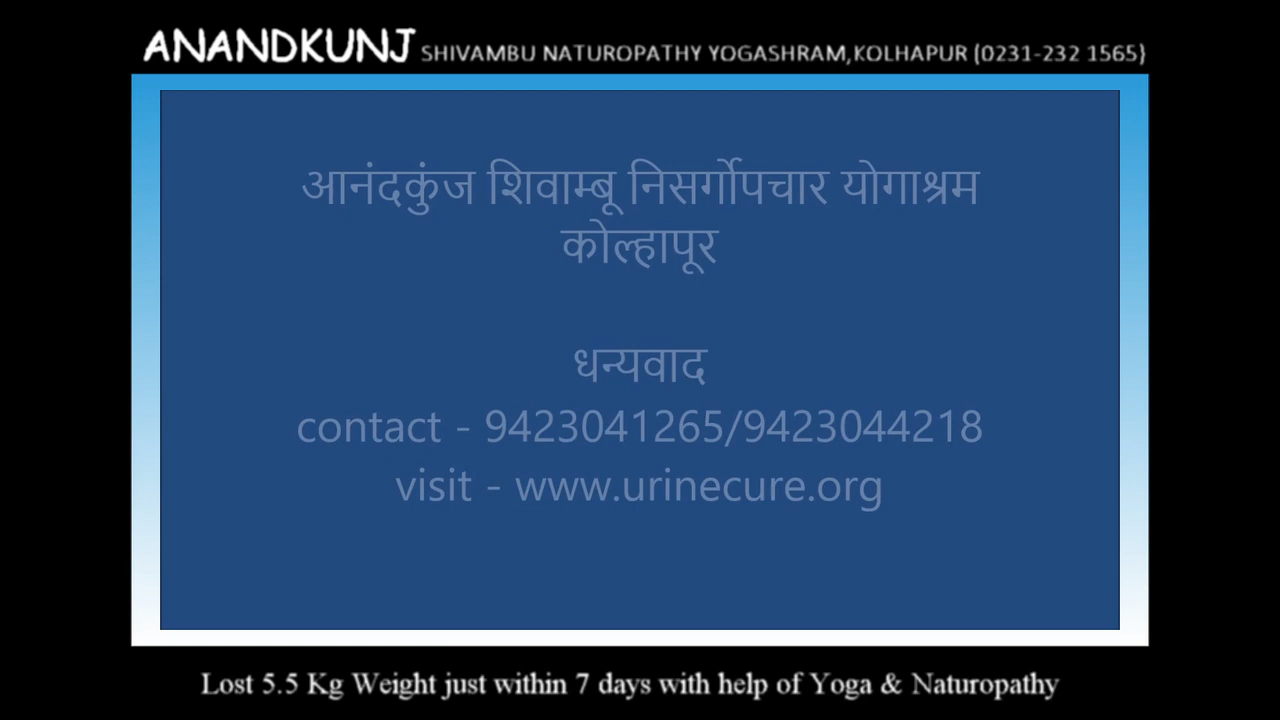 ANANDKUNJ SHIVAMBU NATUROPATHY YOGASHRAM,KOLHAPUR (0231-232 1565)
आनंदकुंज शिवाम्बू निसर्गोपचार योगाश्रम
कोल्हापूर
धन्यवाद
contact - 9423041265/9423044218
visit - www.urinecure.org
Lost 5.5 Kg Weight just within 7 days with help of Yoga & Naturopathy